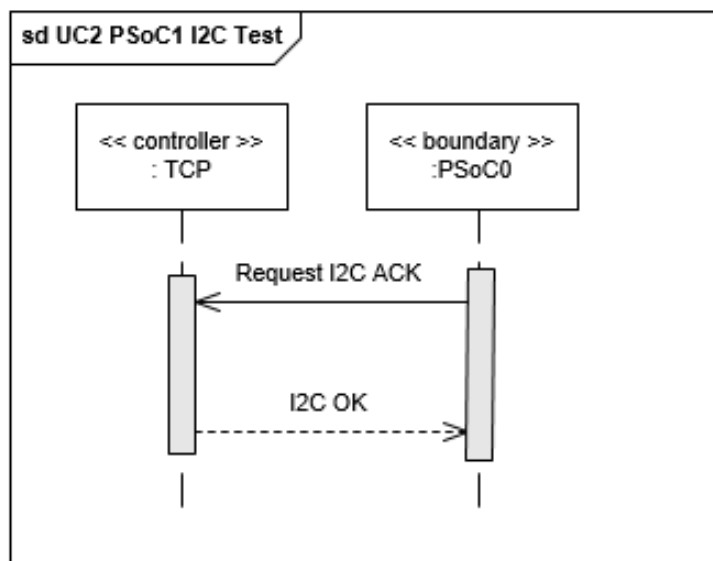 sd UC2 PSoC1 I2C Test
<< controller >>
: TCP
<< boundary >>
:PSoC0
Request I2C ACK
I2C OK